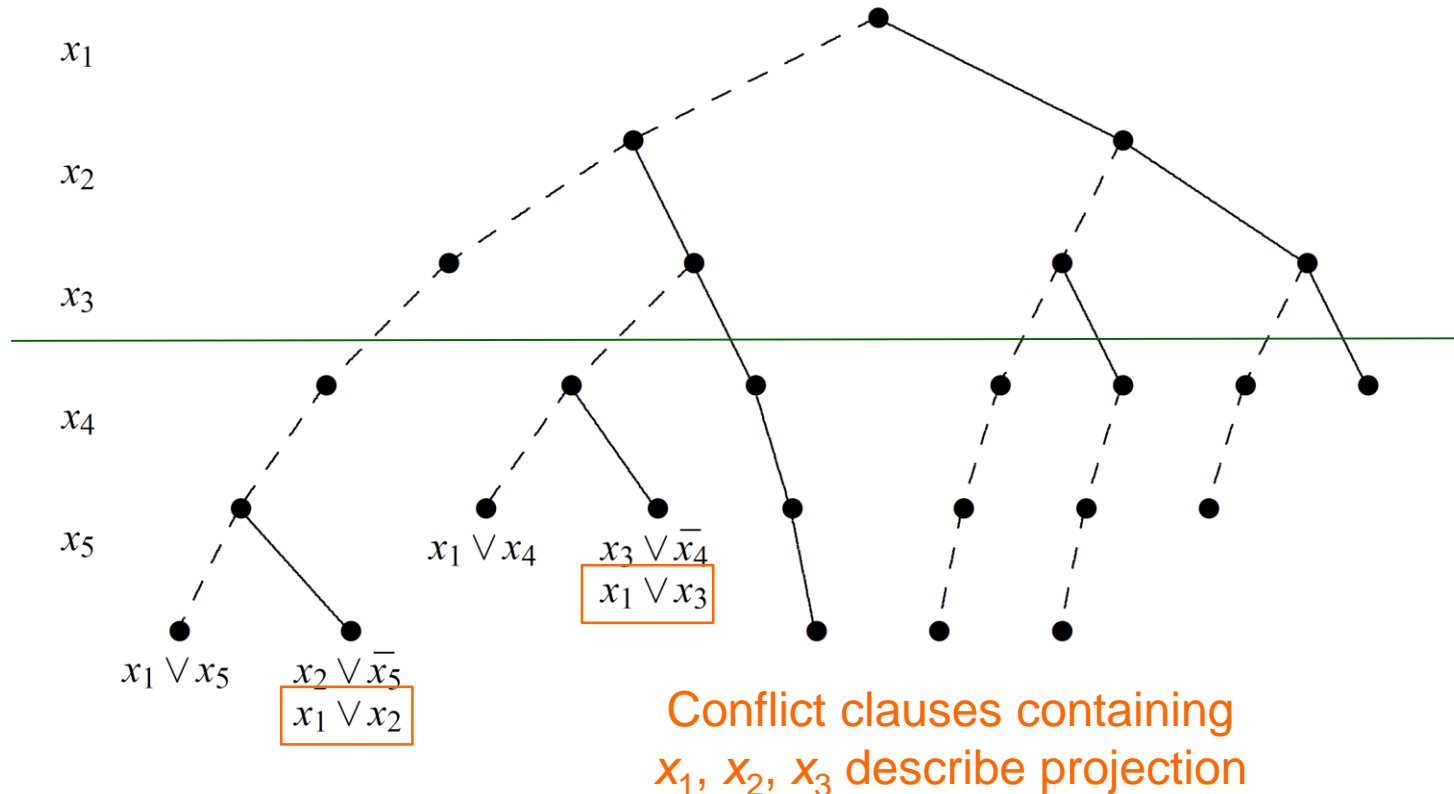 x₁
x₂
x₃
x₄
x₅
x₁ ∨ x₄
x₃ ∨ x̄₄
x₁ ∨ x₃
x₁ ∨ x₅
x₂ ∨ x̄₅
x₁ ∨ x₂
Conflict clauses containing
x₁, x₂, x₃ describe projection